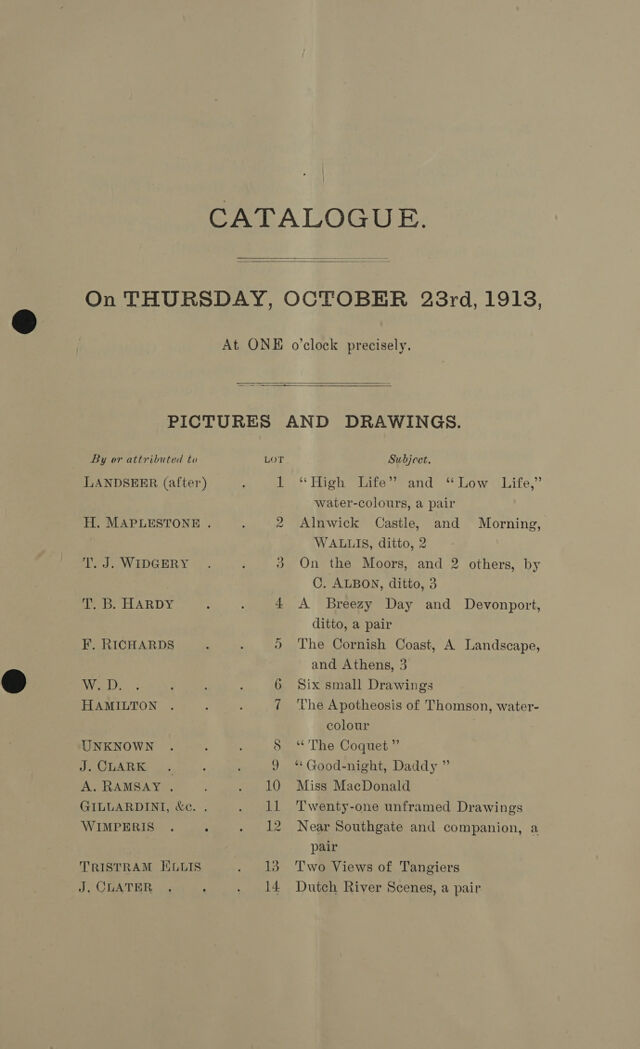 CATALOGUE.
On THURSDAY, OCTOBER 23rd, 1913,
At ONE o'clock precisely.
PICTURES AND DRAWINGS.
By or attributed to LOT Subject.
LANDSEER (after) . 1 “High Life” and “Low Life,”
water-colours, a pair
H. MAPLESTONE . . 2 Alnwick Castle, and Morning,
WALLIS, ditto, 2
T. J. WIDGERY . . 3 On the Moors, and 2 others, by
C. ALBON, ditto, 3
T. B. HARDY . . 4 A Breezy Day and Devonport,
ditto, a pair
F. RICHARDS . . 5 The Cornish Coast, A Landscape,
and Athens, 3
W. D. . . . . 6 Six small Drawings
HAMILTON . . . 7 The Apotheosis of Thomson, water-
colour
UNKNOWN . . . 8 “The Coquet”
J. CLARK . . . 9 “Good-night, Daddy”
A. RAMSAY . . . 10 Miss MacDonald
GILLARDINI, &c. . . 11 Twenty-one unframed Drawings
WIMPERIS . . . 12 Near Southgate and companion, a
pair
TRISTRAM ELLIS . 13 Two Views of Tangiers
J. CLATER . . . 14 Dutch River Scenes, a pair